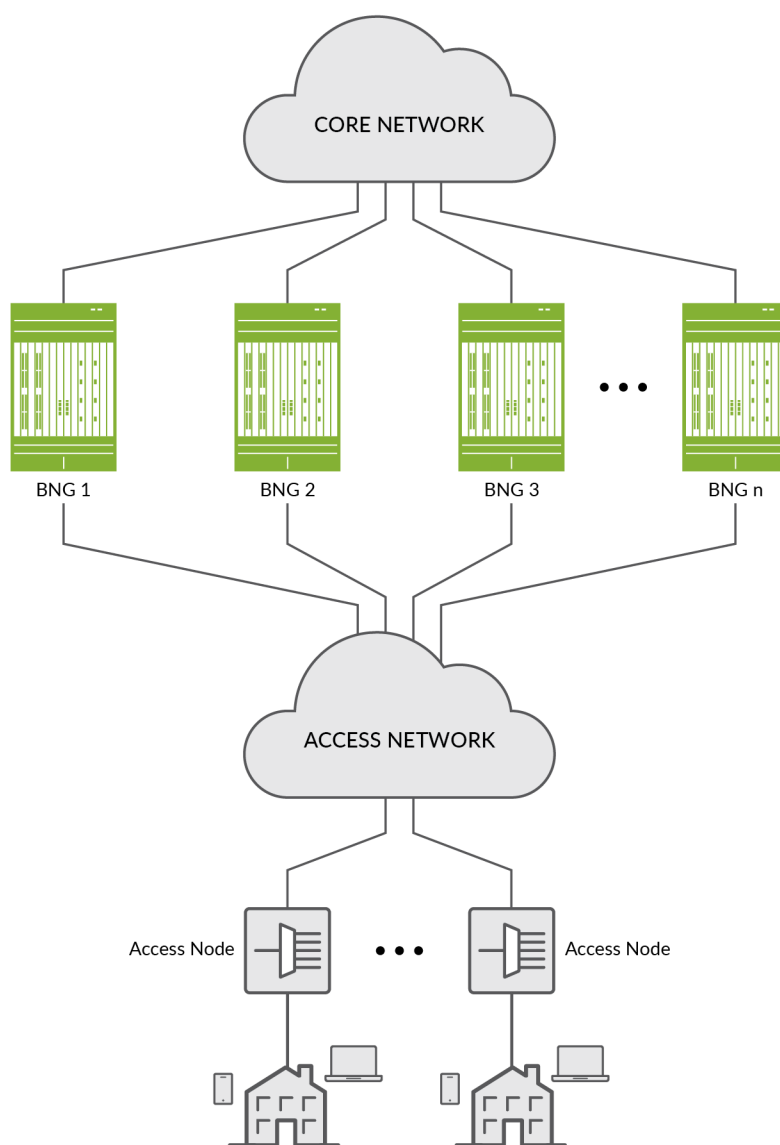 CORE NETWORK
BNG 1
BNG 2
BNG 3
BNG n
ACCESS NETWORK
Access Node
Access Node